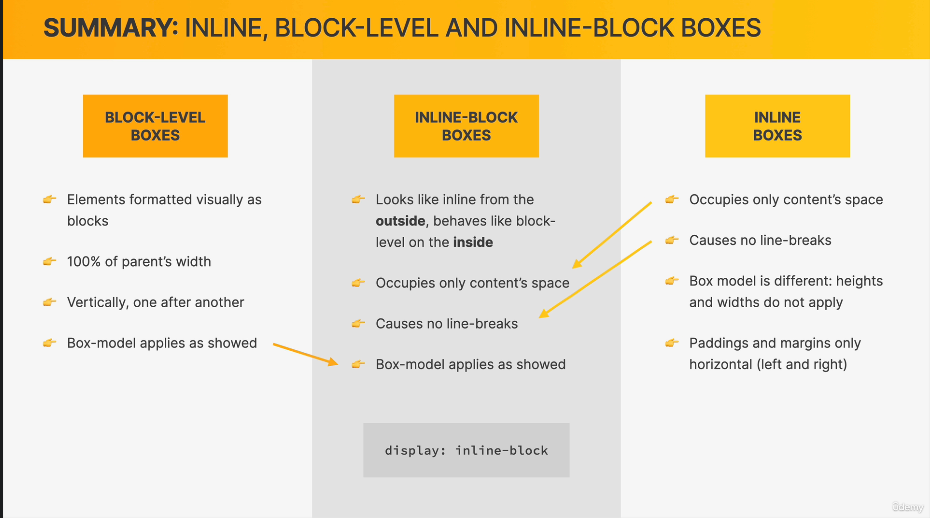 SUMMARY: INLINE, BLOCK-LEVEL AND INLINE-BLOCK BOXES
BLOCK-LEVEL
BOXES
Elements formatted visually as
blocks
100% of parent's width
Vertically, one after another
Box-model applies as showed
INLINE-BLOCK
BOXES
Looks like inline from the
outside, behaves like block-
level on the inside
Occupies only content's space
Causes no line-breaks
Box-model applies as showed
display: inline-block
INLINE
BOXES
Occupies only content's space
Causes no line-breaks
Box model is different: heights
and widths do not apply
Paddings and margins only
horizontal (left and right)
ûdemy